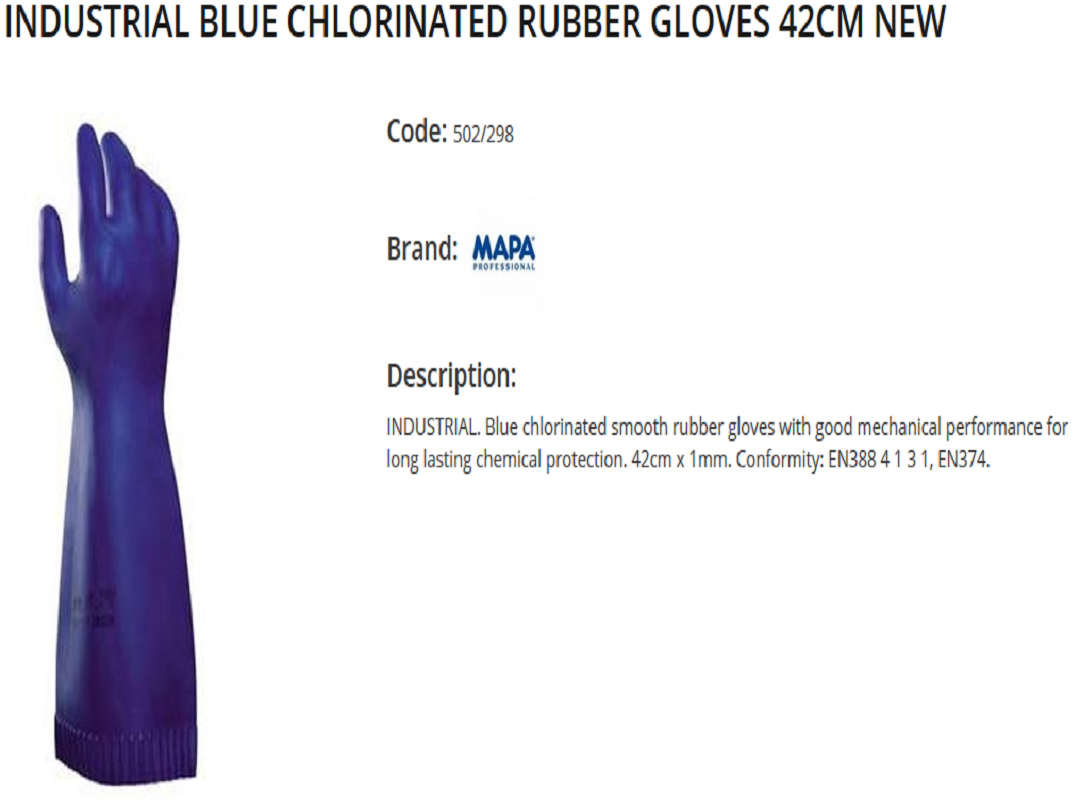 INDUSTRIAL BLUE CHLORINATED RUBBER GLOVES 42CM NEW
Code: 502/298
Brand: MAPA
PROFESSIONAL
Description:
INDUSTRIAL. Blue chlorinated smooth rubber gloves with good mechanical performance for
long lasting chemical protection. 42cm x 1mm. Conformity: EN388 4 1 3 1, EN374.